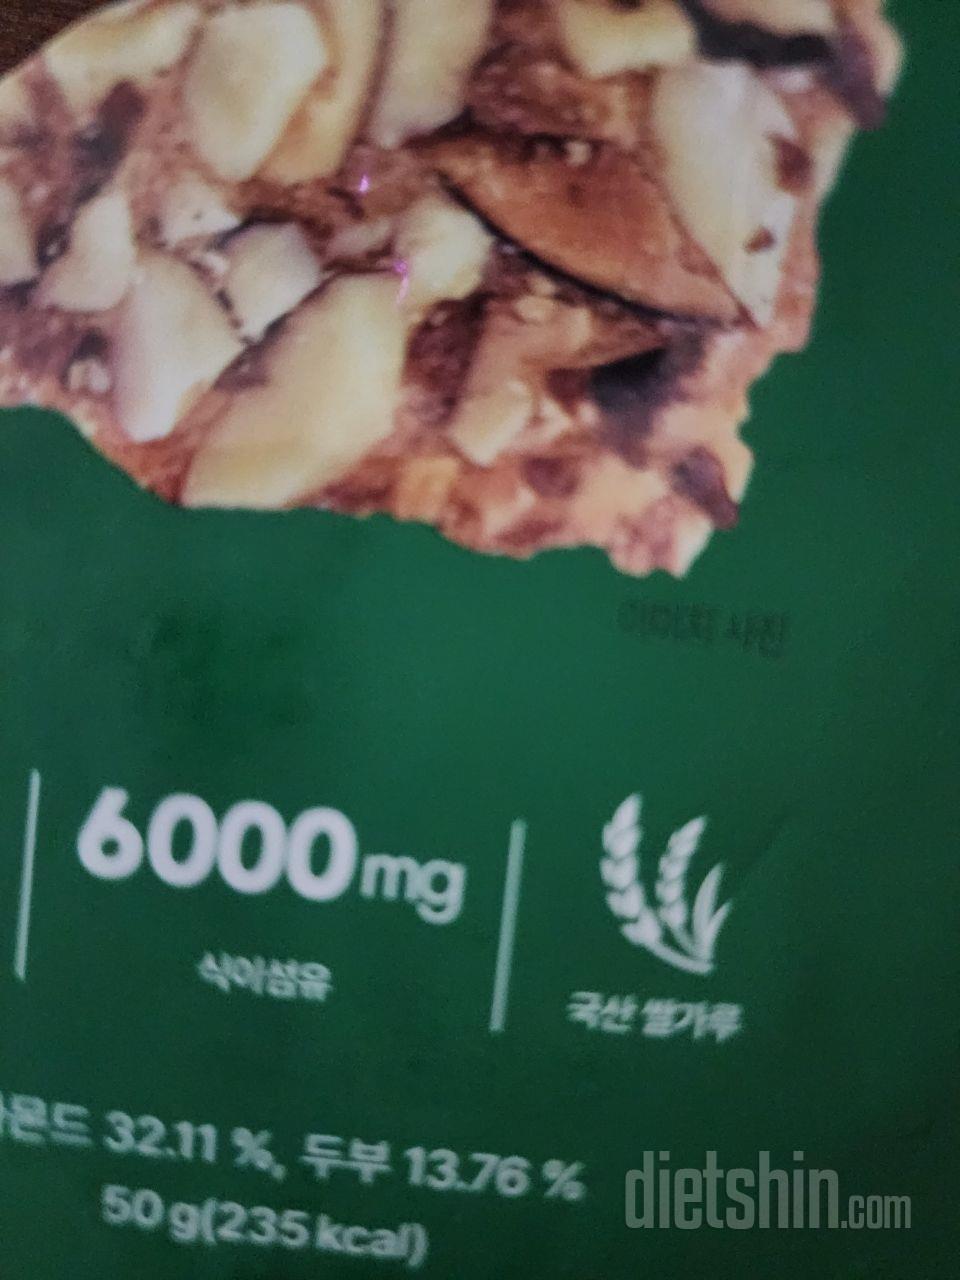 이미지 사진
6000mg
식이섬유
국산 쌀가루
몬드 32.11 %, 두부 13.76 %
50 g(235 kcal)
dietshin.com